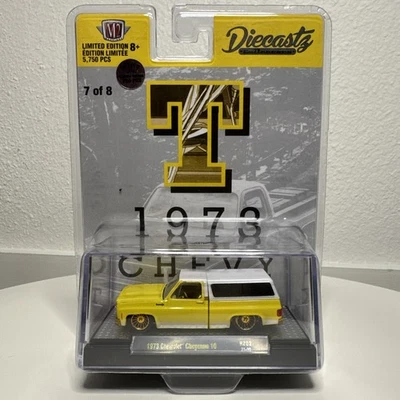 M2
LIMITED EDITION 8+
EDITION LIMITÉE
5,750 PCS
Diecastz
7 of 8
T
1973
CHEVY
1973 Chevrolet Cheyenne 10